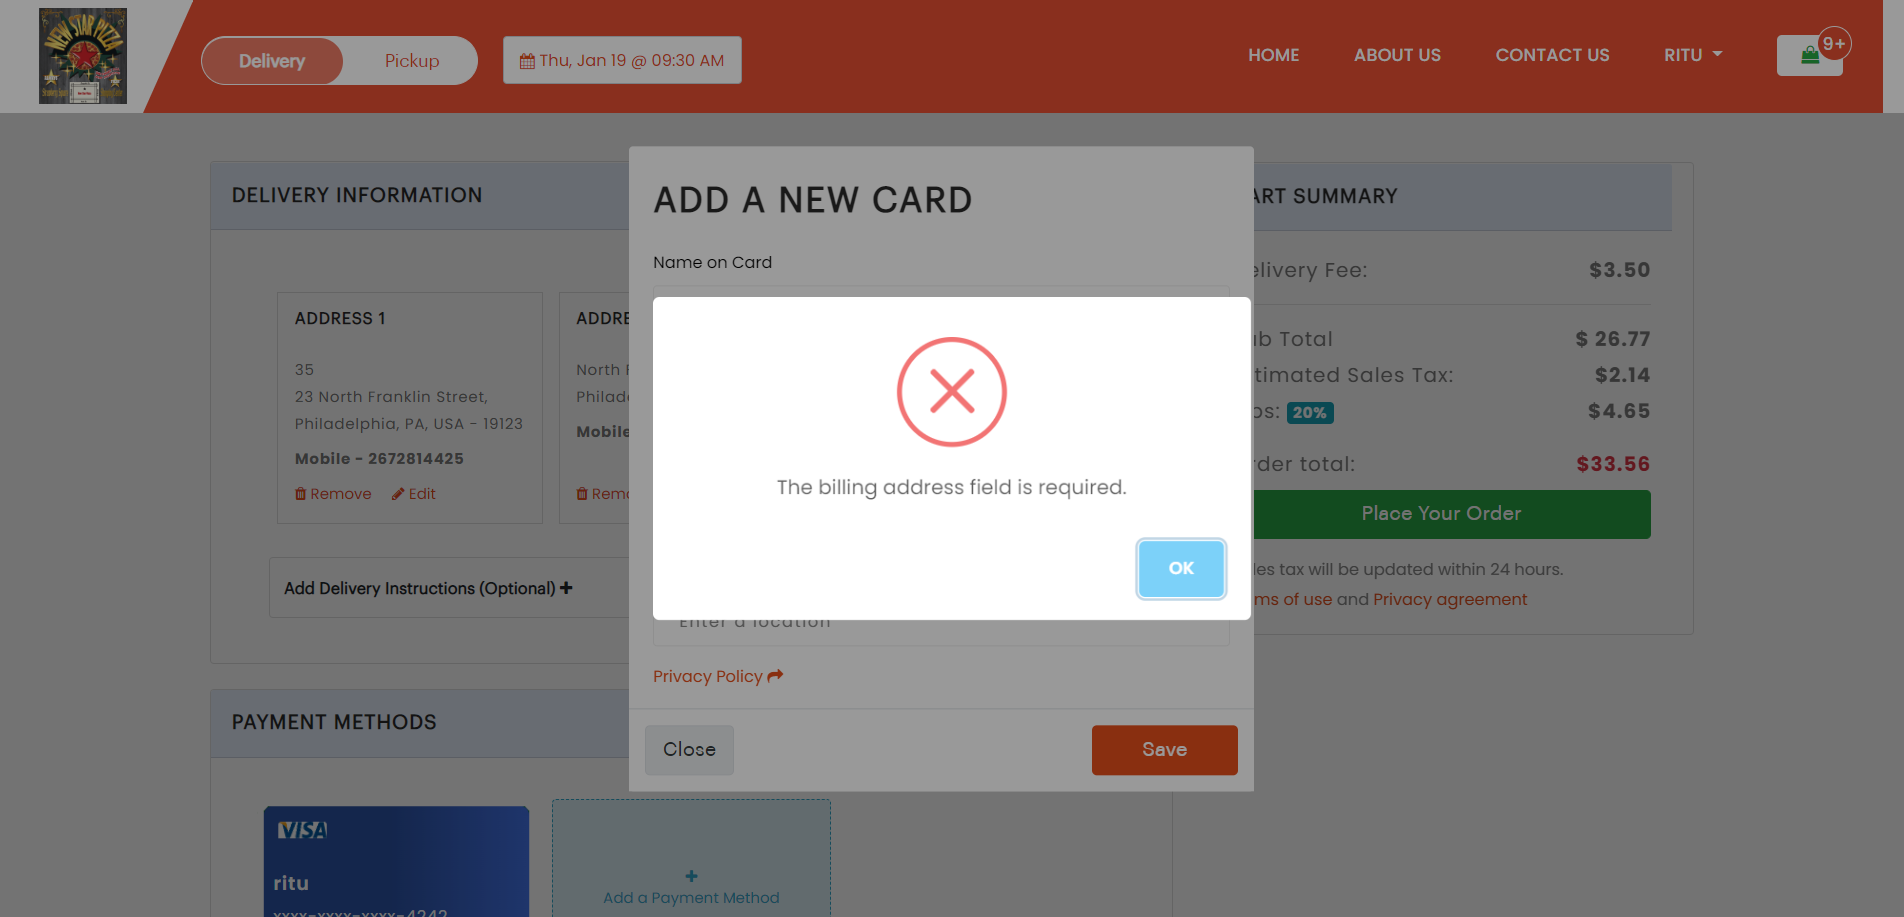 NEW STAR PIZZA
Delivery
Pickup
Thu, Jan 19 @ 09:30 AM
HOME
ABOUT US
CONTACT US
RITU
9+
DELIVERY INFORMATION
ADDRESS 1
35
23 North Franklin Street,
Philadelphia, PA, USA - 19123
Mobile - 2672814425
Remove
Edit
ADDRE
North
Philad
Mobile
Remo
Add Delivery Instructions (Optional) +
PAYMENT METHODS
VISA
ritu
xxxx-xxxx-xxxx-4242
+
Add a Payment Method
ADD A NEW CARD
Name on Card
The billing address field is required.
OK
Enter a location
Privacy Policy
Close
Save
ART SUMMARY
elivery Fee:
$3.50
ub Total
$ 26.77
timated Sales Tax:
$2.14
ps: 20%
$4.65
rder total:
$33.56
Place Your Order
les tax will be updated within 24 hours.
ms of use and Privacy agreement